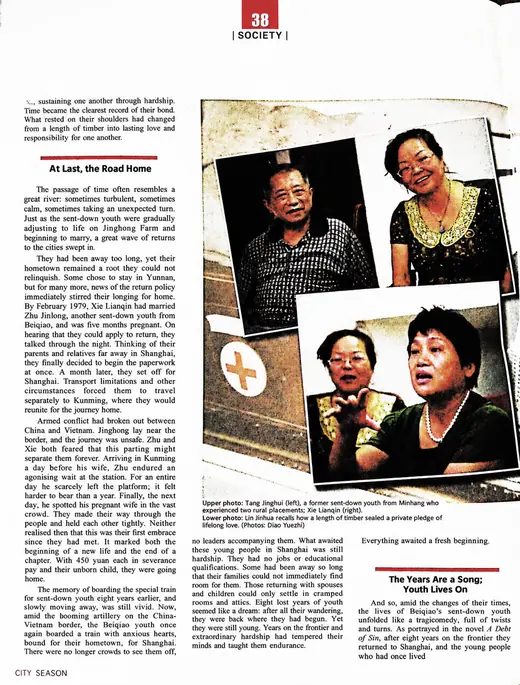 38
| SOCIETY |
sustaining one another through hardship.
Time became the clearest record of their bond.
What rested on their shoulders had changed
from a length of timber into lasting love and
responsibility for one another.
At Last, the Road Home
The passage of time often resembles a
great river: sometimes turbulent, sometimes
calm, sometimes taking an unexpected turn.
Just as the sent-down youth were gradually
adjusting to life on Jinghong Farm and
beginning to marry, a great wave of returns
to the cities swept in.
They had been away too long, yet their
hometown remained a root they could not
relinquish. Some chose to stay in Yunnan,
but for many more, news of the return policy
immediately stirred their longing for home.
By February 1979, Xie Lianqin had married
Zhu Jinlong, another sent-down youth from
Beiqiao, and was five months pregnant. On
hearing that they could apply to return, they
talked through the night. Thinking of their
parents and relatives far away in Shanghai,
they finally decided to begin the paperwork
at once. A month later, they set off for
Shanghai. Transport limitations and other
circumstances forced them to travel
separately to Kunming, where they would
reunite for the journey home.
Armed conflict had broken out between
China and Vietnam. Jinghong lay near the
border, and the journey was unsafe. Zhu and
Xie both feared that this parting might
separate them forever. Arriving in Kunming
a day before his wife, Zhu endured an
agonising wait at the station. For an entire
day he scarcely left the platform; it felt
harder to bear than a year. Finally, the next
day, he spotted his pregnant wife in the vast
crowd. They made their way through the
people and held each other tightly. Neither
realised then that this was their first embrace
since they had met. It marked both the
beginning of a new life and the end of a
chapter. With 450 yuan each in severance
pay and their unborn child, they were going
home.
The memory of boarding the special train
for sent-down youth eight years earlier, and
slowly moving away, was still vivid. Now,
amid the booming artillery on the China-
Vietnam border, the Beiqiao youth once
again boarded a train with anxious hearts,
bound for their hometown, for Shanghai.
There were no longer crowds to see them off,
Upper photo: Tang Jinghui (left), a former sent-down youth from Minhang who
experienced two rural placements; Xie Lianqin (right).
Lower photo: Lin Jinhua recalls how a length of timber sealed a private pledge of
lifelong love. (Photos: Diao Yuezhi)
no leaders accompanying them. What awaited
these young people in Shanghai was still
hardship. They had no jobs or educational
qualifications. Some had been away so long
that their families could not immediately find
room for them. Those returning with spouses
and children could only settle in cramped
rooms and attics. Eight lost years of youth
seemed like a dream: after all their wandering,
they were back where they had begun. Yet
they were still young. Years on the frontier and
extraordinary hardship had tempered their
minds and taught them endurance.
Everything awaited a fresh beginning.
The Years Are a Song;
Youth Lives On
And so, amid the changes of their times,
the lives of Beiqiao's sent-down youth
unfolded like a tragicomedy, full of twists
and turns. As portrayed in the novel A Debt
of Sin, after eight years on the frontier they
returned to Shanghai, and the young people
who had once lived
CITY SEASON